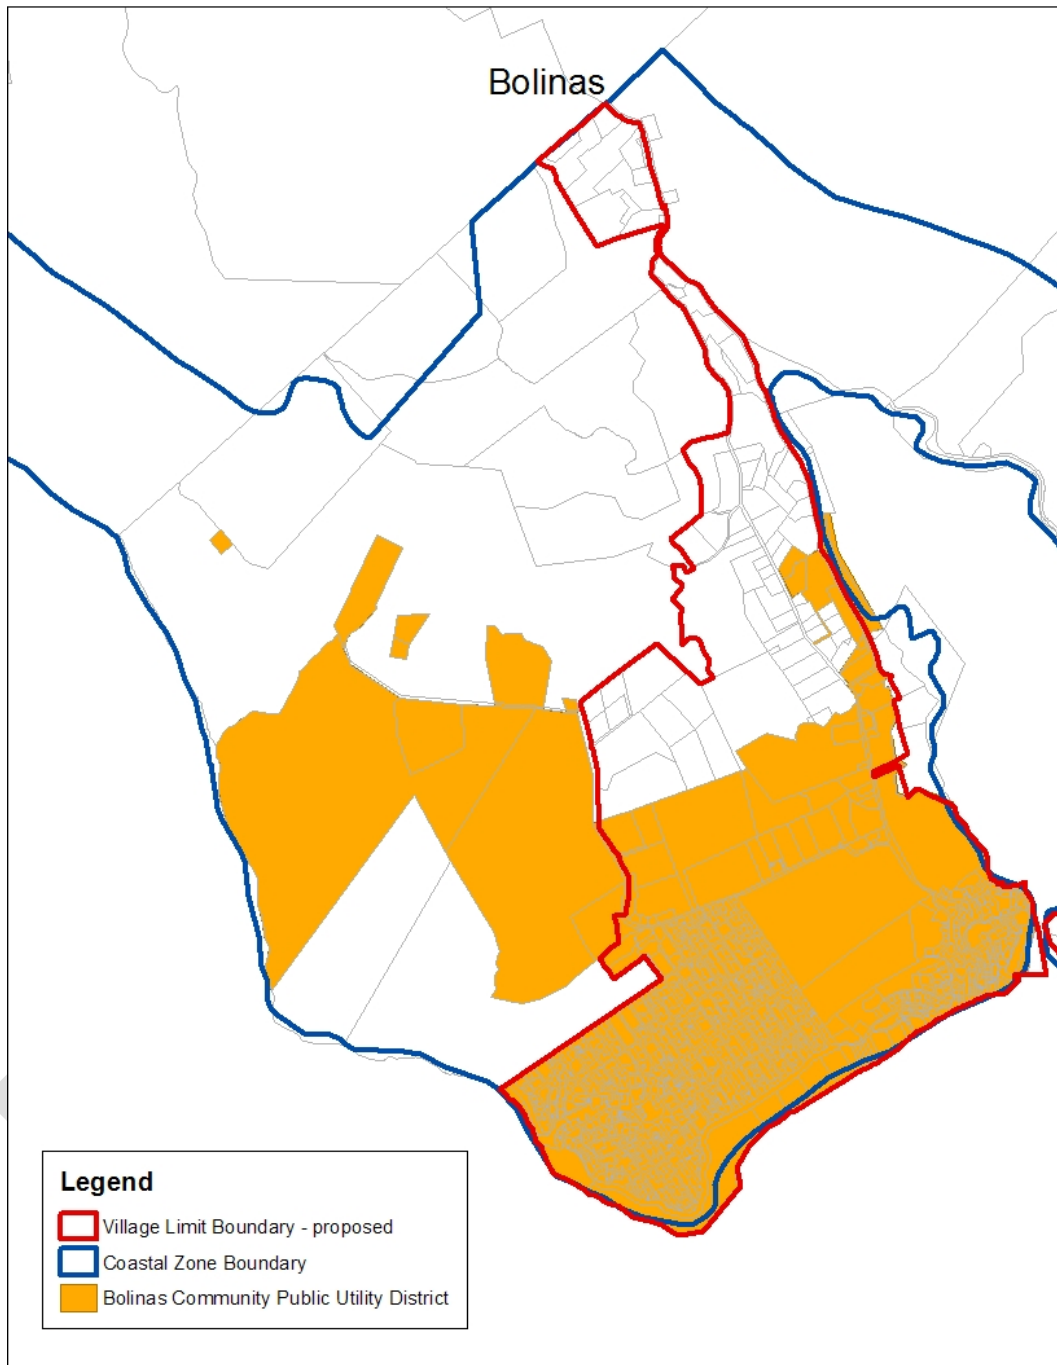 Bolinas
Legend
Village Limit Boundary - proposed
Coastal Zone Boundary
Bolinas Community Public Utility District